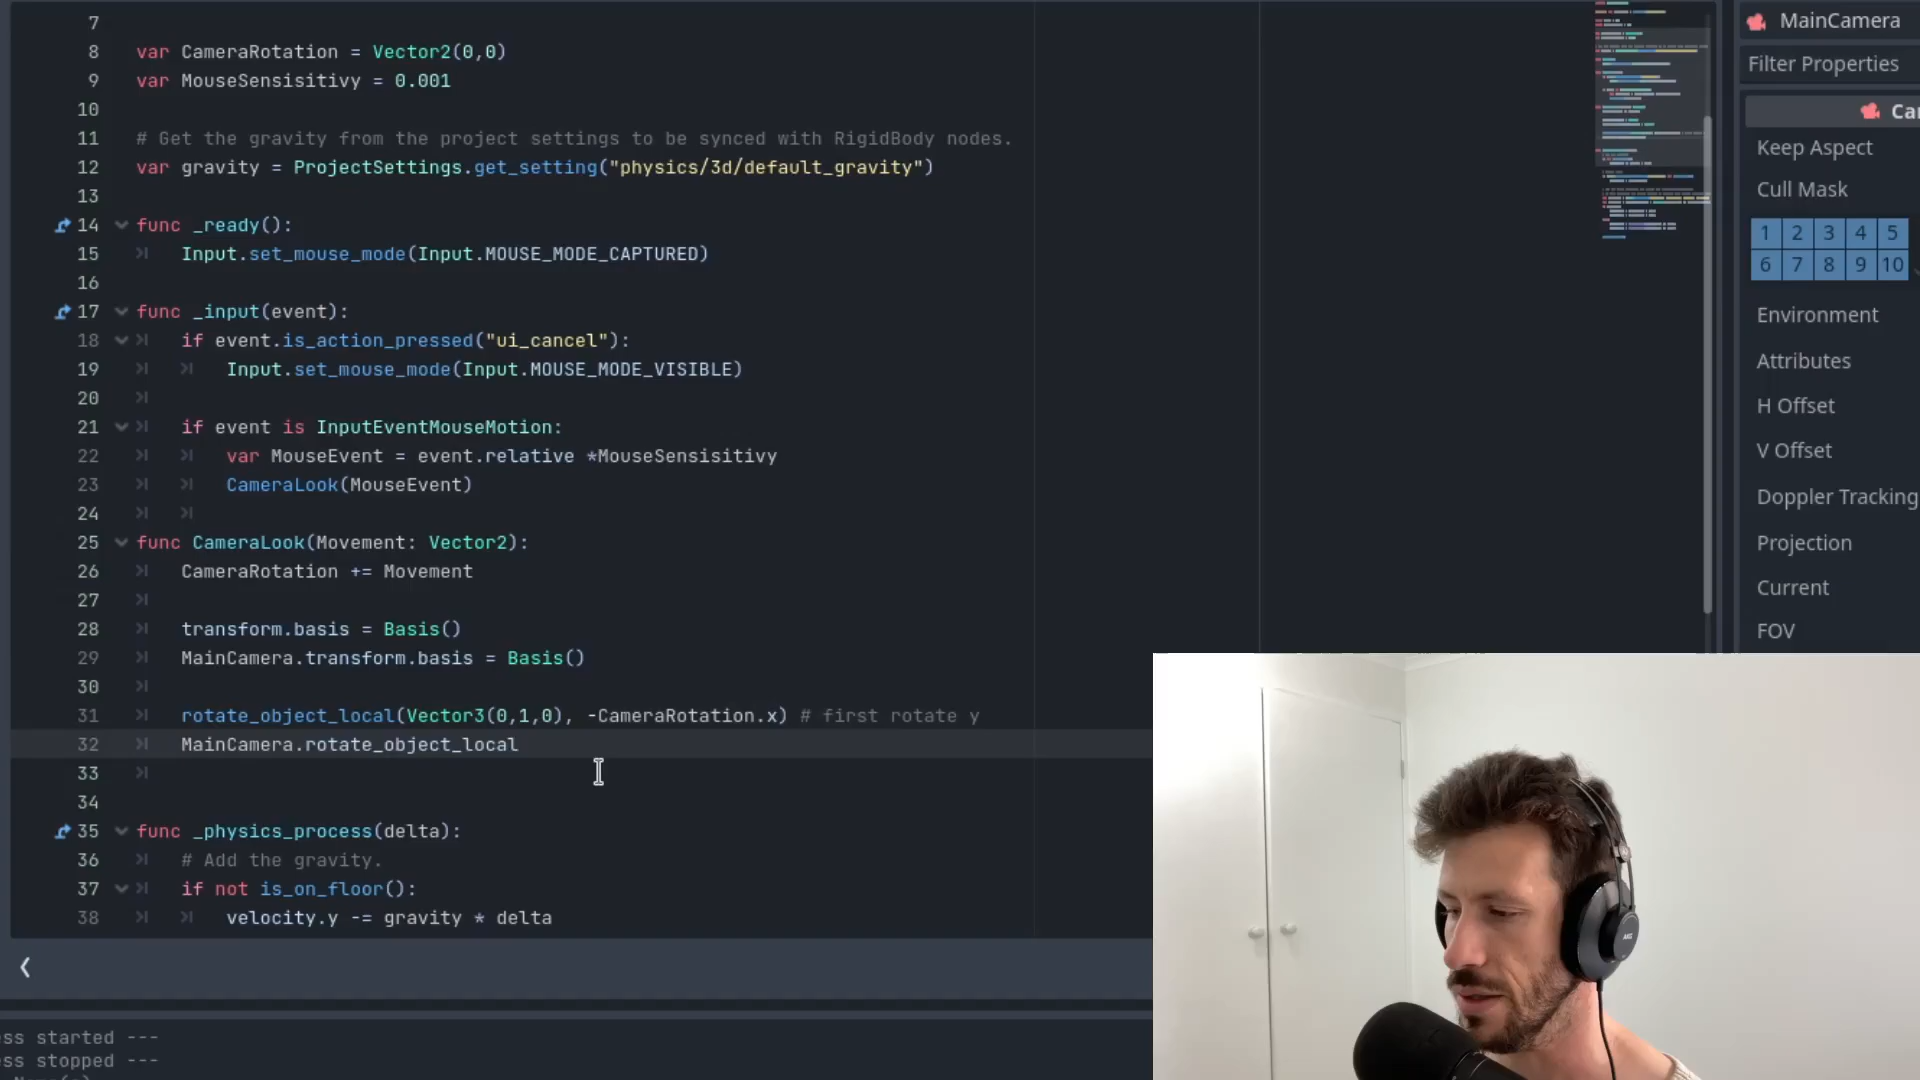 7
8 var CameraRotation = Vector2(0,0)
9 var MouseSensisitivy = 0.001
10
11 # Get the gravity from the project settings to be synced with RigidBody nodes.
12 var gravity = ProjectSettings.get_setting("physics/3d/default_gravity")
13
14 func _ready():
15 Input.set_mouse_mode(Input.MOUSE_MODE_CAPTURED)
16
17 func _input(event):
18 if event.is_action_pressed("ui_cancel"):
19 Input.set_mouse_mode(Input.MOUSE_MODE_VISIBLE)
20
21 if event is InputEventMouseMotion:
22 var MouseEvent = event.relative *MouseSensisitivy
23 CameraLook(MouseEvent)
24
25 func CameraLook(Movement: Vector2):
26 CameraRotation += Movement
27
28 transform.basis = Basis()
29 MainCamera.transform.basis = Basis()
30
31 rotate_object_local(Vector3(0,1,0), -CameraRotation.x) # first rotate y
32 MainCamera.rotate_object_local
33
34
35 func _physics_process(delta):
36 # Add the gravity.
37 if not is_on_floor():
38 velocity.y -= gravity * delta
ess started ---
ess stopped ---
MainCamera
Filter Properties
Ca
Keep Aspect
Cull Mask
1 2 3 4 5
6 7 8 9 10
Environment
Attributes
H Offset
V Offset
Doppler Tracking
Projection
Current
FOV
AKG